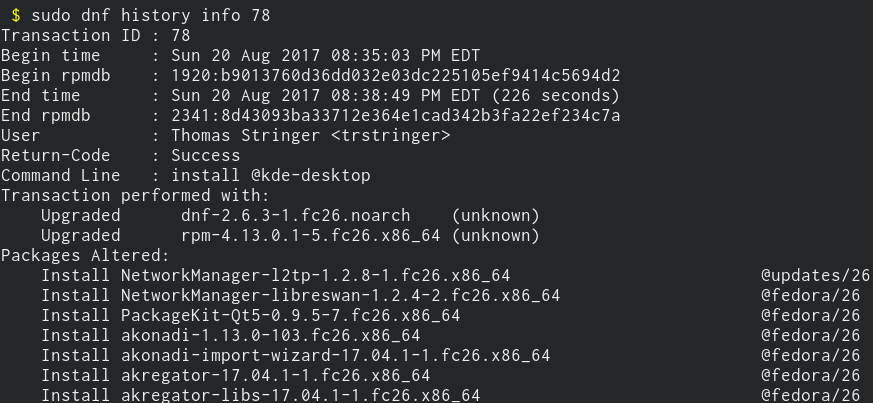 $ sudo dnf history info 78
Transaction ID : 78
Begin time     : Sun 20 Aug 2017 08:35:03 PM EDT
Begin rpmdb    : 1920:b9013760d36dd032e03dc225105ef9414c5694d2
End time       : Sun 20 Aug 2017 08:38:49 PM EDT (226 seconds)
End rpmdb      : 2341:8d43093ba33712e364e1cad342b3fa22ef234c7a
User           : Thomas Stringer <trstringer>
Return-Code    : Success
Command Line   : install @kde-desktop
Transaction performed with:
    Upgraded      dnf-2.6.3-1.fc26.noarch    (unknown)
    Upgraded      rpm-4.13.0.1-5.fc26.x86_64 (unknown)
Packages Altered:
    Install NetworkManager-l2tp-1.2.8-1.fc26.x86_64                         @updates/26
    Install NetworkManager-libreswan-1.2.4-2.fc26.x86_64                    @fedora/26
    Install PackageKit-Qt5-0.9.5-7.fc26.x86_64                              @fedora/26
    Install akonadi-1.13.0-103.fc26.x86_64                                  @fedora/26
    Install akonadi-import-wizard-17.04.1-1.fc26.x86_64                     @fedora/26
    Install akregator-17.04.1-1.fc26.x86_64                                 @fedora/26
    Install akregator-libs-17.04.1-1.fc26.x86_64                            @fedora/26